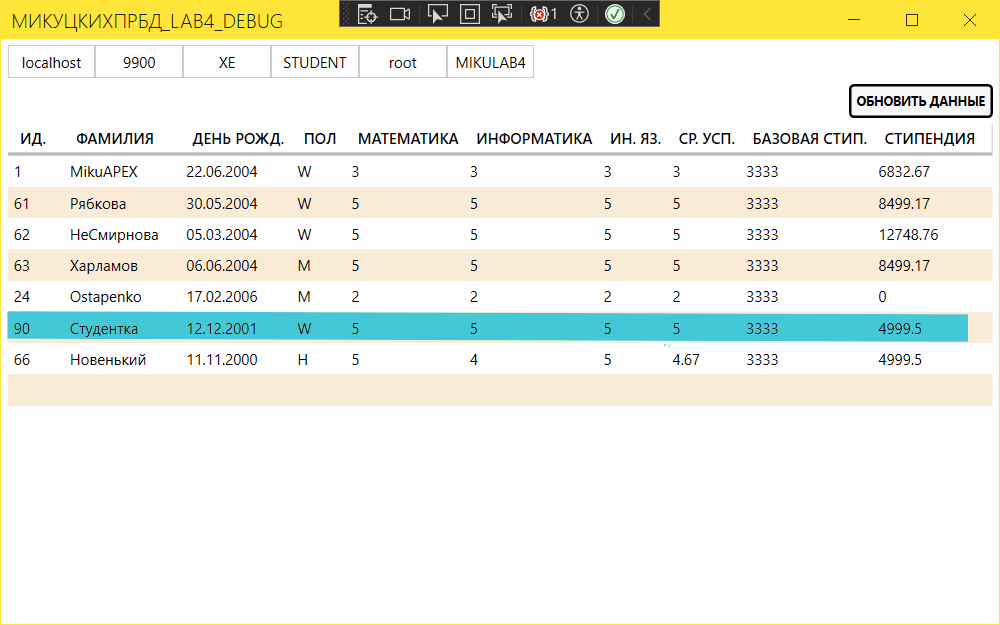 МИКУЦКИХПРБД_LAB4_DEBUG 1
localhost 9900 XE STUDENT root MIKULAB4
ОБНОВИТЬ ДАННЫЕ
ИД. ФАМИЛИЯ ДЕНЬ РОЖД. ПОЛ МАТЕМАТИКА ИНФОРМАТИКА ИН. ЯЗ. СР. УСП. БАЗОВАЯ СТИП. СТИПЕНДИЯ
1 MikuAPEX 22.06.2004 W 3 3 3 3 3333 6832.67
61 Рябкова 30.05.2004 W 5 5 5 5 3333 8499.17
62 НеСмирнова 05.03.2004 W 5 5 5 5 3333 12748.76
63 Харламов 06.06.2004 M 5 5 5 5 3333 8499.17
24 Ostapenko 17.02.2006 M 2 2 2 2 3333 0
90 Студентка 12.12.2001 W 5 5 5 5 3333 4999.5
66 Новенький 11.11.2000 H 5 4 5 4.67 3333 4999.5